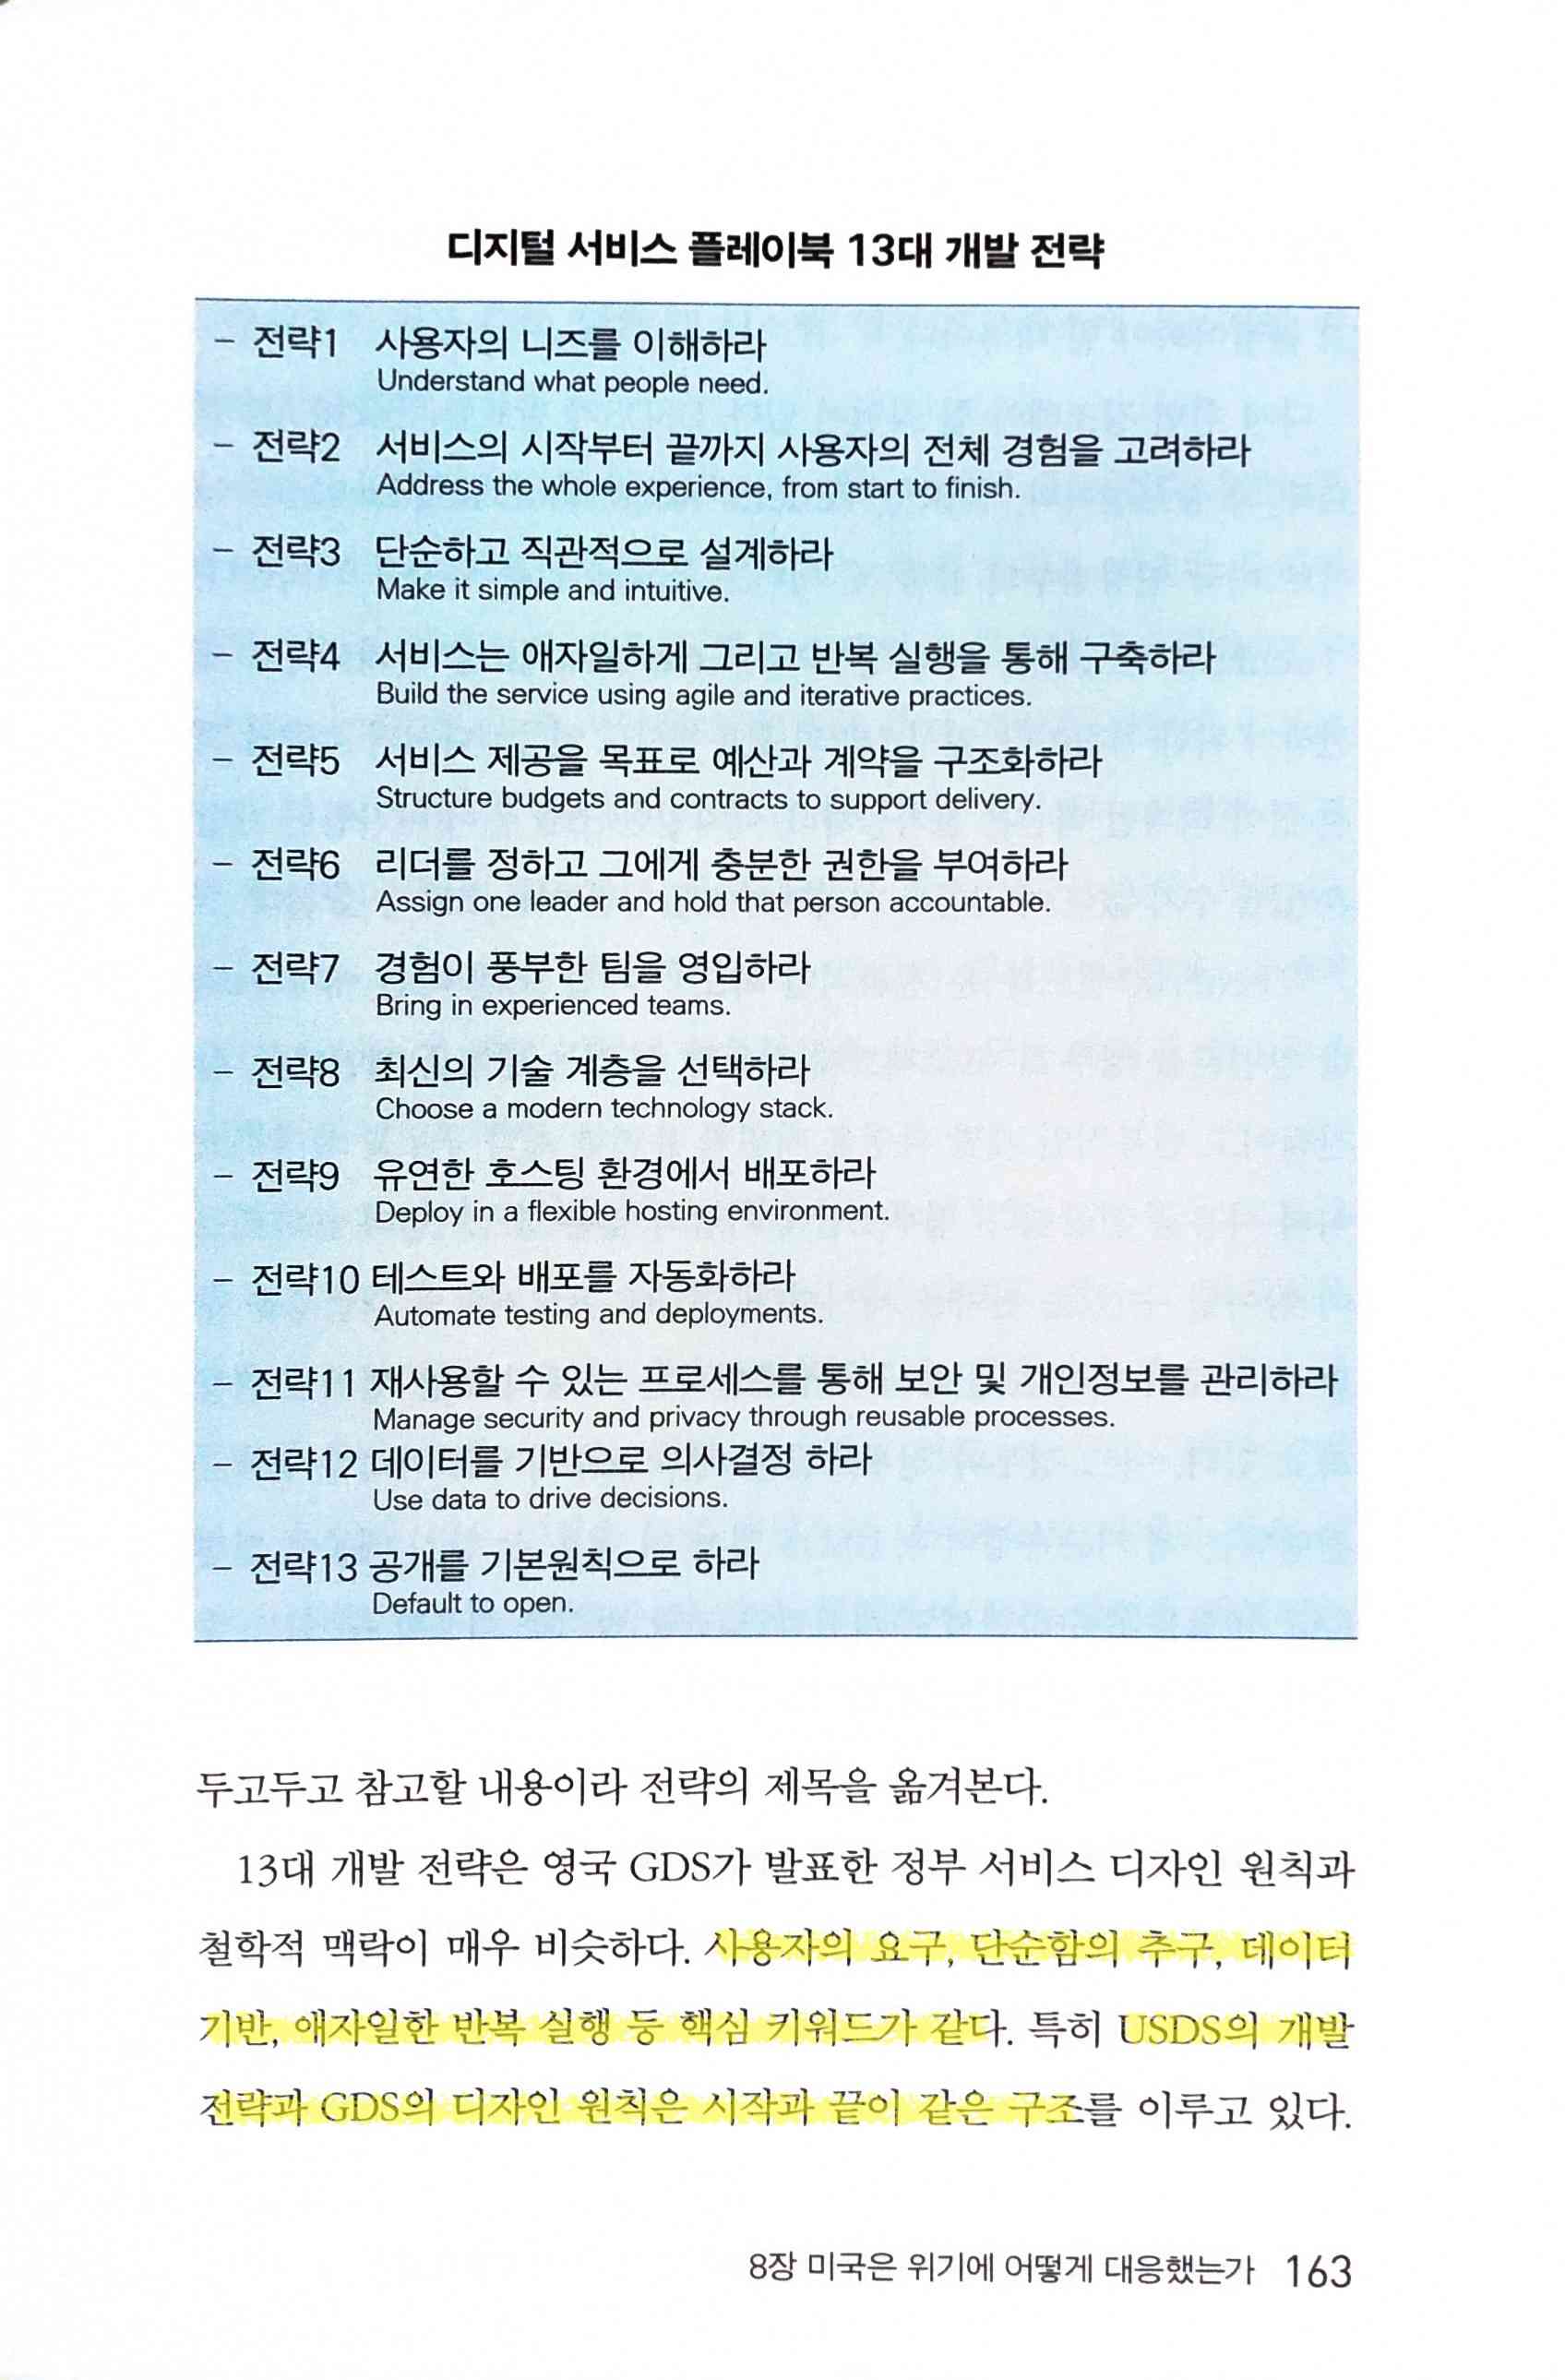 디지털 서비스 플레이북 13대 개발 전략
- 전략1 사용자의 니즈를 이해하라
Understand what people need.
- 전략2 서비스의 시작부터 끝까지 사용자의 전체 경험을 고려하라
Address the whole experience, from start to finish.
- 전략3 단순하고 직관적으로 설계하라
Make it simple and intuitive.
- 전략4 서비스는 애자일하게 그리고 반복 실행을 통해 구축하라
Build the service using agile and iterative practices.
- 전략5 서비스 제공을 목표로 예산과 계약을 구조화하라
Structure budgets and contracts to support delivery.
- 전략6 리더를 정하고 그에게 충분한 권한을 부여하라
Assign one leader and hold that person accountable.
- 전략7 경험이 풍부한 팀을 영입하라
Bring in experienced teams.
- 전략8 최신의 기술 계층을 선택하라
Choose a modern technology stack.
- 전략9 유연한 호스팅 환경에서 배포하라
Deploy in a flexible hosting environment.
- 전략10 테스트와 배포를 자동화하라
Automate testing and deployments.
- 전략11 재사용할 수 있는 프로세스를 통해 보안 및 개인정보를 관리하라
Manage security and privacy through reusable processes.
- 전략12 데이터를 기반으로 의사결정 하라
Use data to drive decisions.
- 전략13 공개를 기본원칙으로 하라
Default to open.
두고두고 참고할 내용이라 전략의 제목을 옮겨본다.
13대 개발 전략은 영국 GDS가 발표한 정부 서비스 디자인 원칙과
철학적 맥락이 매우 비슷하다. 사용자의 요구, 단순함의 추구, 데이터
기반, 애자일한 반복 실행 등 핵심 키워드가 같다. 특히 USDS의 개발
전략과 GDS의 디자인 원칙은 시작과 끝이 같은 구조를 이루고 있다.
8장 미국은 위기에 어떻게 대응했는가 163